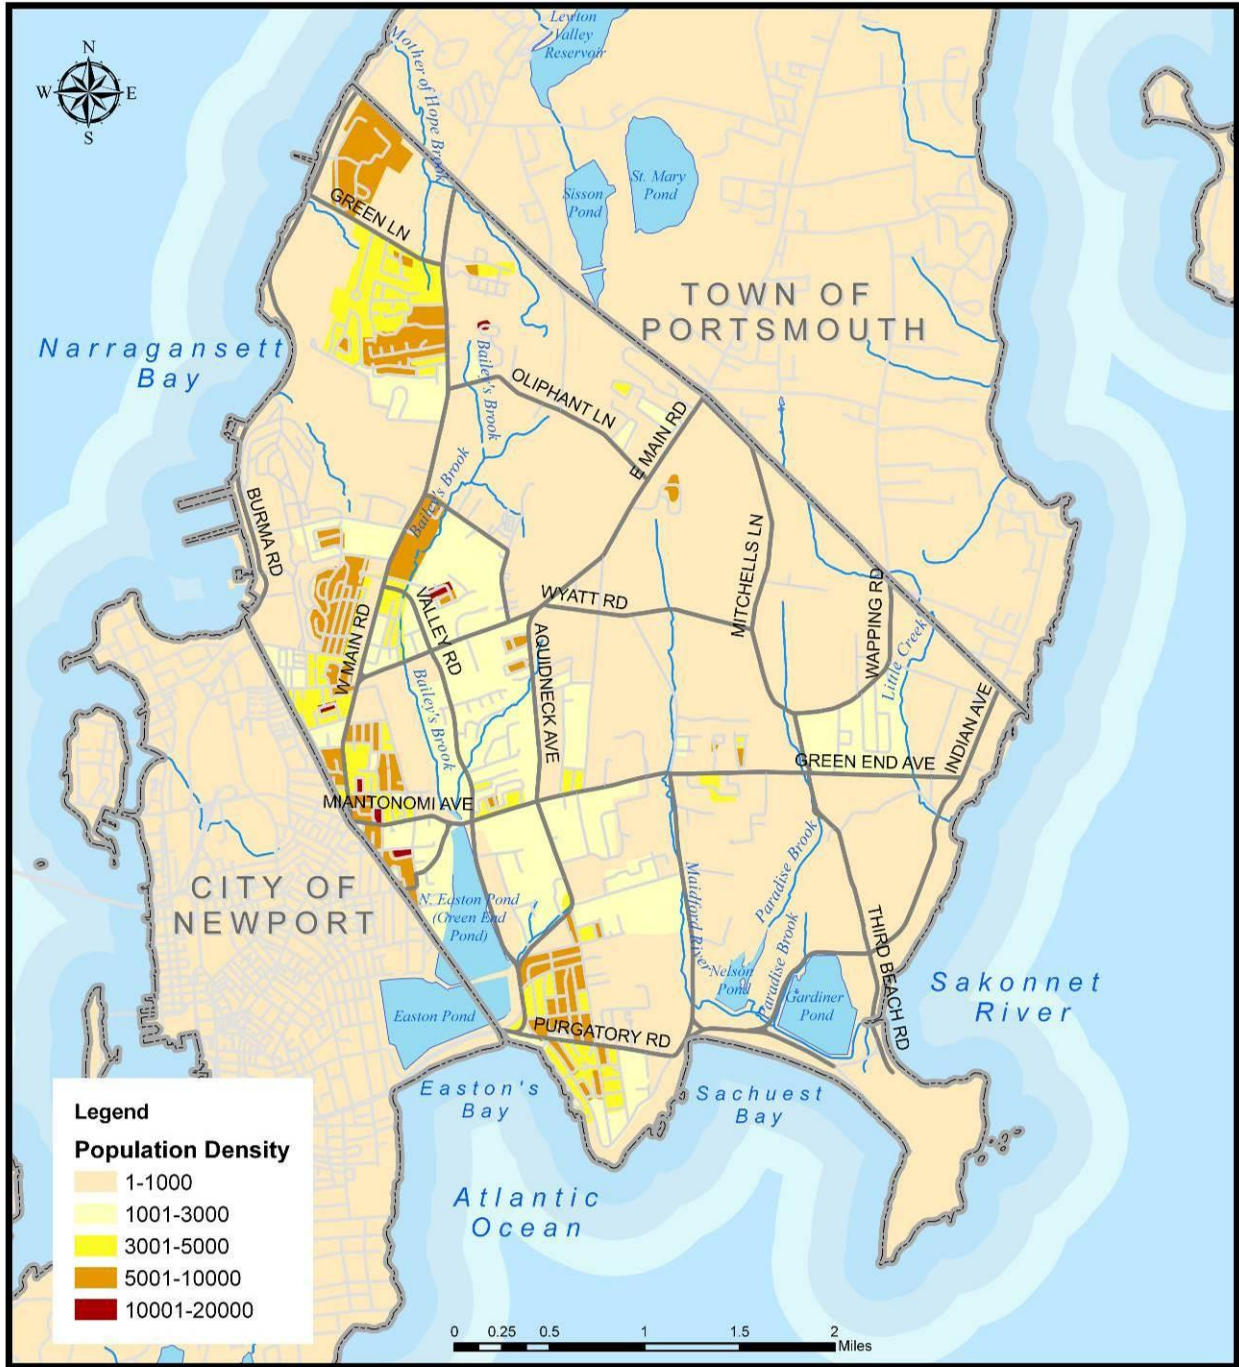 N
W E
S
Lewton
Valley
Reservoir
Mother of Hope Brook
St. Mary
Pond
Sisson
Pond
GREEN LN
TOWN OF
PORTSMOUTH
Narragansett
Bay
Bailey's Brook
OLIPHANT LN
E MAIN RD
Bailey's Brook
BURMA RD
MITCHELLS LN
WYATT RD
WAPPING RD
VALLEY RD
W MAIN RD
AQUIDNECK AVE
Little Creek
Bailey's Brook
INDIAN AVE
GREEN END AVE
MIANTONOMI AVE
CITY OF
NEWPORT
N. Easton Pond
(Green End
Pond)
Maidford River
Paradise Brook
Paradise Brook
THIRD BEACH RD
Nelson
Pond
Gardiner
Pond
Sakonnet
River
Easton Pond
PURGATORY RD
Easton's
Bay
Sachuest
Bay
Atlantic
Ocean
Legend
Population Density
1-1000
1001-3000
3001-5000
5001-10000
10001-20000
0 0.25 0.5 1 1.5 2
Miles